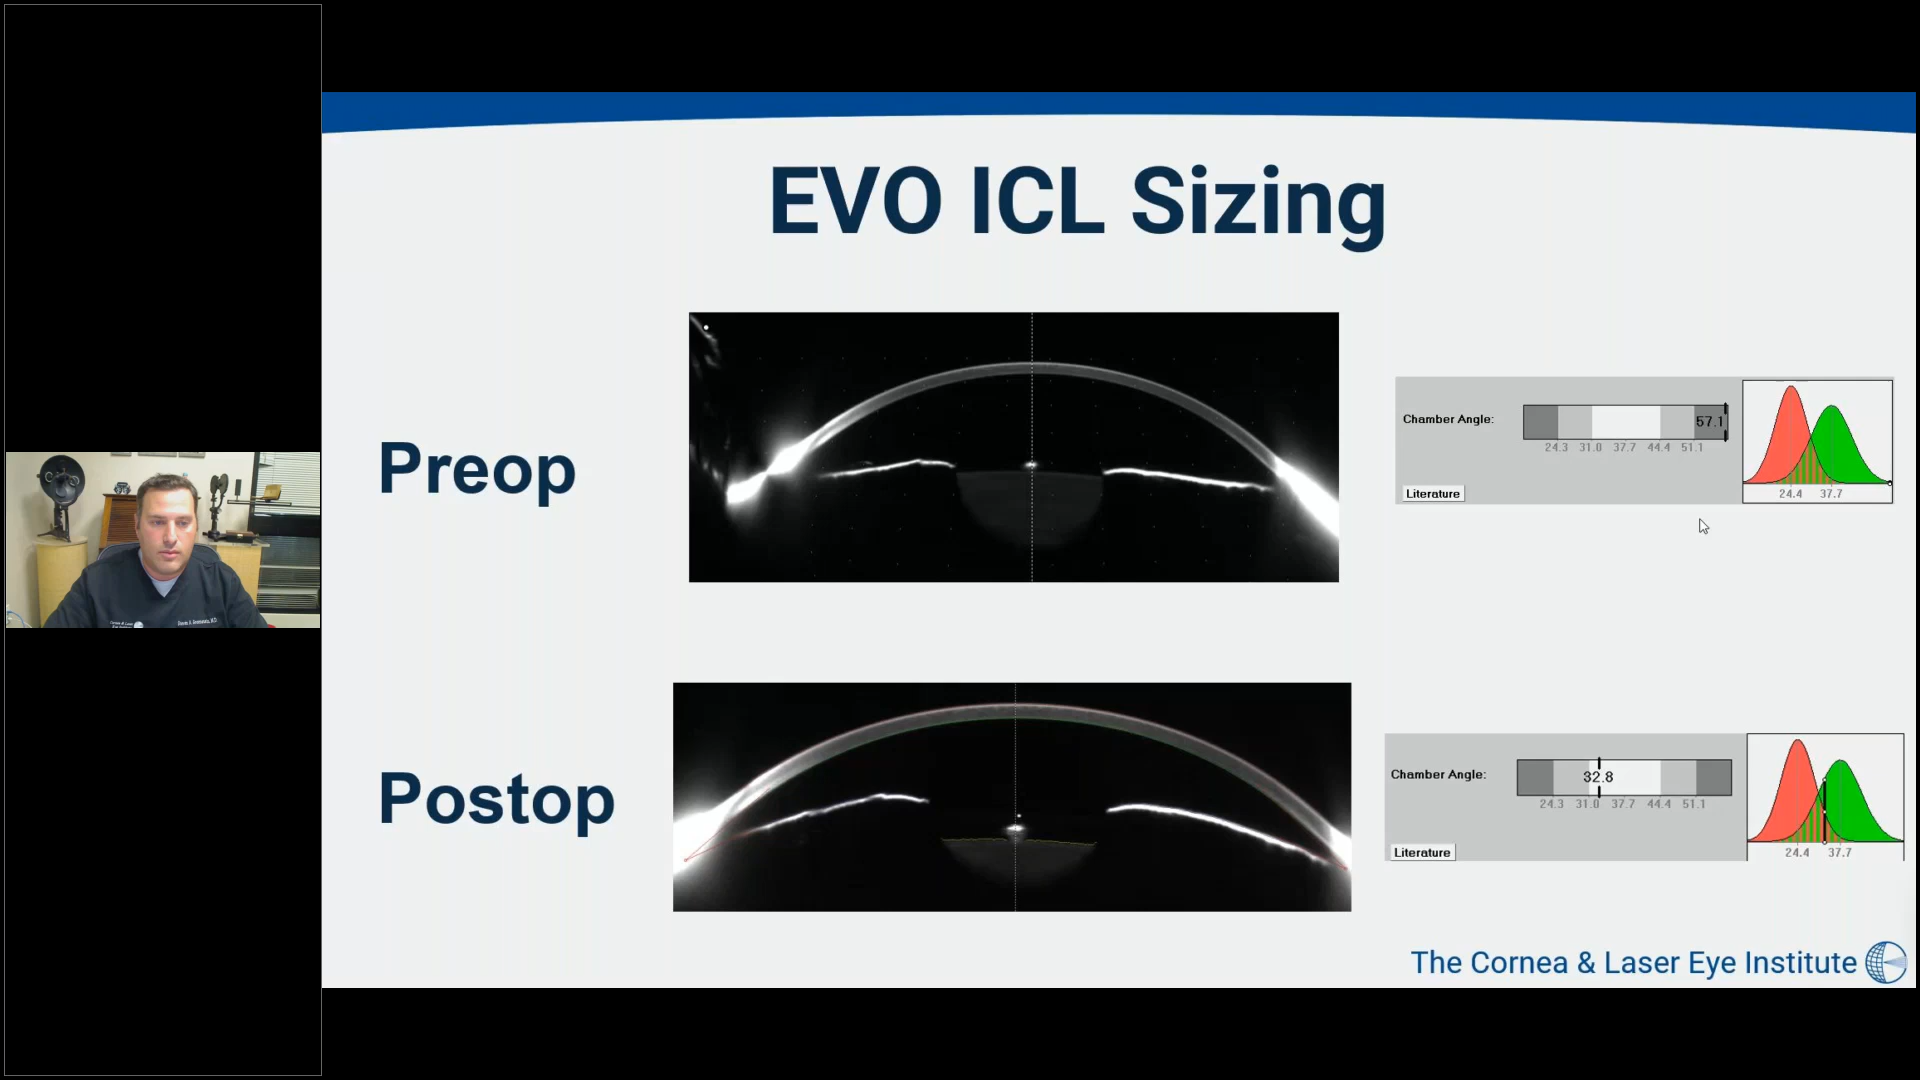 EVO ICL Sizing
Preop
Chamber Angle:
57.1
24.3 31.0 37.7 44.4 51.1
Literature
24.4 37.7
Postop
Chamber Angle:
32.8
24.3 31.0 37.7 44.4 51.1
Literature
24.4 37.7
The Cornea & Laser Eye Institute